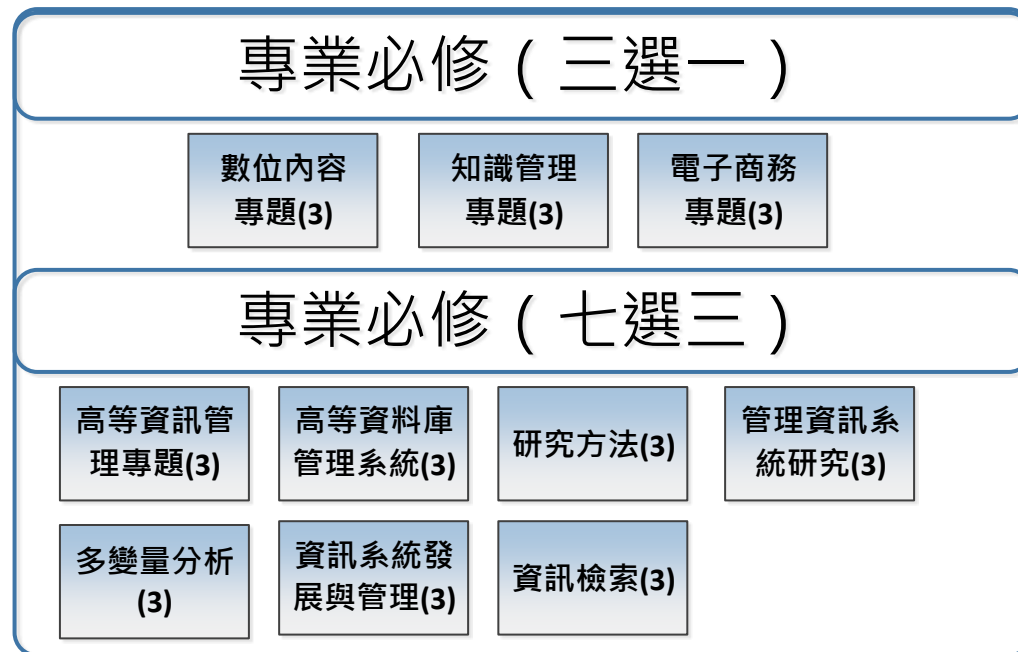 專業必修（三選一）
數位內容
專題(3)
知識管理
專題(3)
電子商務
專題(3)
專業必修（七選三）
高等資訊管
理專題(3)
高等資料庫
管理系統(3)
研究方法(3)
管理資訊系
統研究(3)
多變量分析
(3)
資訊系統發
展與管理(3)
資訊檢索(3)